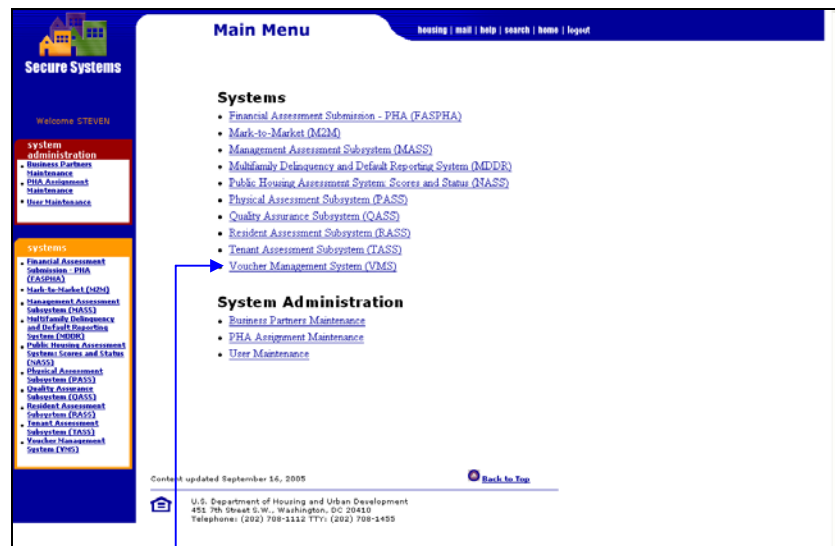 Main Menu
housing | mail | help | search | home | logout
Secure Systems
Welcome STEVEN
system
administration
Business Partners
Maintenance
PHA Assignment
Maintenance
User Maintenance
systems
Financial Assessment
Submission - PHA
(FASPHA)
Mark-to-Market (M2M)
Management Assessment
Subsystem (MASS)
Multifamily Delinquency
and Default Reporting
System (MDDR)
Public Housing Assessment
System: Scores and Status
(NASS)
Physical Assessment
Subsystem (PASS)
Quality Assurance
Subsystem (QASS)
Resident Assessment
Subsystem (RASS)
Tenant Assessment
Subsystem (TASS)
Voucher Management
System (VMS)
Systems
• Financial Assessment Submission - PHA (FASPHA)
• Mark-to-Market (M2M)
• Management Assessment Subsystem (MASS)
• Multifamily Delinquency and Default Reporting System (MDDR)
• Public Housing Assessment System: Scores and Status (NASS)
• Physical Assessment Subsystem (PASS)
• Quality Assurance Subsystem (QASS)
• Resident Assessment Subsystem (RASS)
• Tenant Assessment Subsystem (TASS)
• Voucher Management System (VMS)
System Administration
• Business Partners Maintenance
• PHA Assignment Maintenance
• User Maintenance
Content updated September 16, 2005
Back to Top
U.S. Department of Housing and Urban Development
451 7th Street S.W., Washington, DC 20410
Telephone: (202) 708-1112 TTY: (202) 708-1455